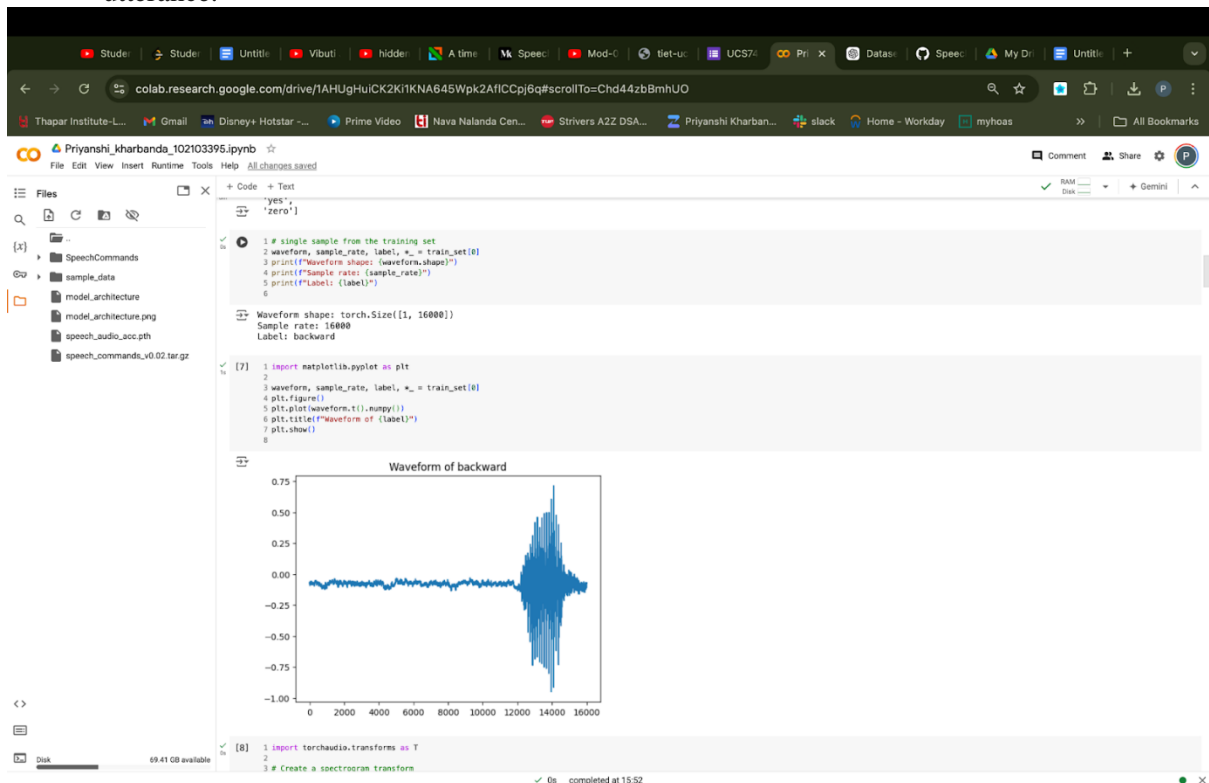 utterance.
Studer
Studer
Untitle
Vibuti
hidden
A time
Speecl
Mod-0
tiet-uc
UCS74
Pri
Datase
Speec
My Dri
Untitle
colab.research.google.com/drive/1AHUgHuiCK2Ki1KNA645Wpk2AflCCpj6q#scrollTo=Chd44zbBmhUO
Thapar Institute-L...
Gmail
Disney+ Hotstar -...
Prime Video
Nava Nalanda Cen...
Strivers A2Z DSA...
Priyanshi Kharban...
slack
Home - Workday
myhoas
All Bookmarks
Priyanshi_kharbanda_102103395.ipynb
File Edit View Insert Runtime Tools Help All changes saved
Comment
Share
P
Files
+ Code + Text
RAM
Disk
+ Gemini
{x}
..
SpeechCommands
sample_data
model_architecture
model_architecture.png
speech_audio_acc.pth
speech_commands_v0.02.tar.gz
'yes',
'zero']
1 # single sample from the training set
2 waveform, sample_rate, label, *_ = train_set[0]
3 print(f"Waveform shape: {waveform.shape}")
4 print(f"Sample rate: {sample_rate}")
5 print(f"Label: {label}")
6
Waveform shape: torch.Size([1, 16000])
Sample rate: 16000
Label: backward
[7]
1 import matplotlib.pyplot as plt
2
3 waveform, sample_rate, label, *_ = train_set[0]
4 plt.figure()
5 plt.plot(waveform.t().numpy())
6 plt.title(f"Waveform of {label}")
7 plt.show()
8
Waveform of backward
0.75
0.50
0.25
0.00
−0.25
−0.50
−0.75
−1.00
0 2000 4000 6000 8000 10000 12000 14000 16000
[8]
1 import torchaudio.transforms as T
2
3 # Create a spectrogram transform
Disk 69.41 GB available
0s completed at 15:52